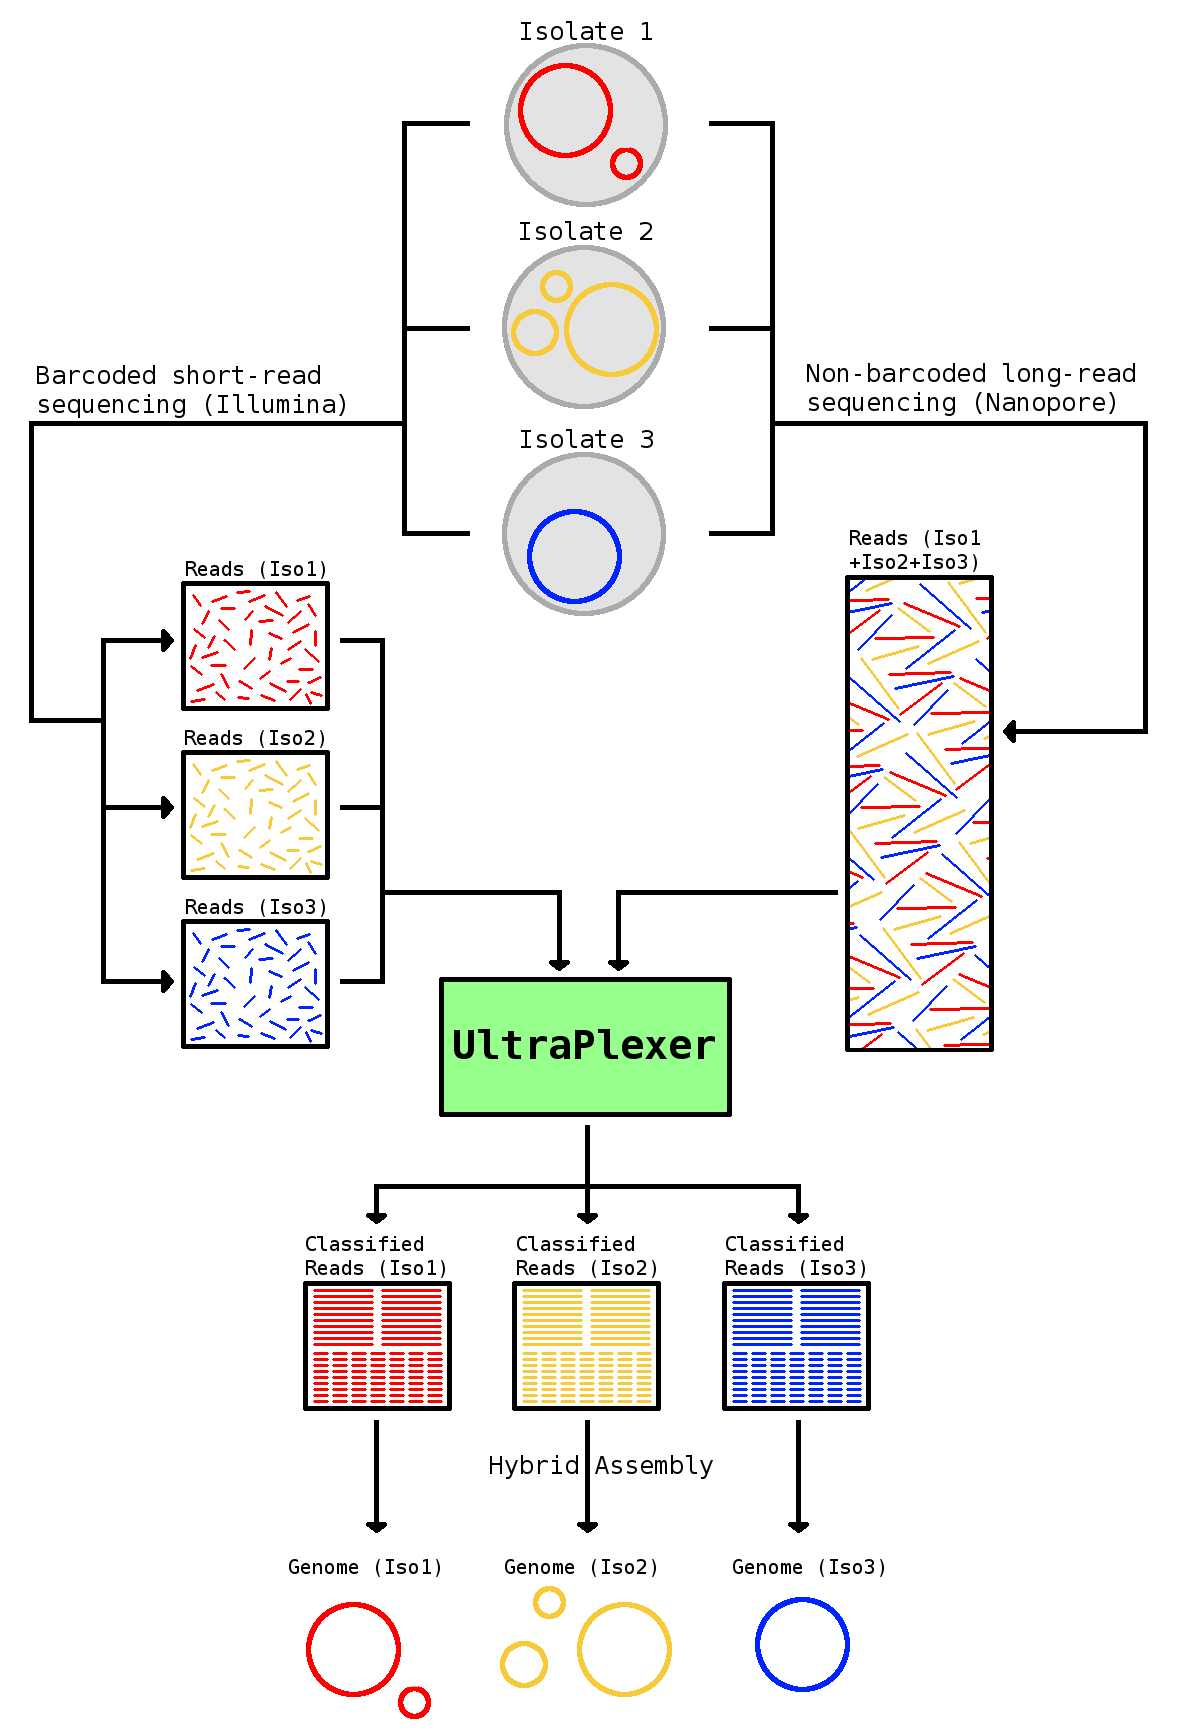 Isolate 1
Isolate 2
Barcoded short-read
sequencing (Illumina)
Non-barcoded long-read
sequencing (Nanopore)
Isolate 3
Reads (Iso1
+Iso2+Iso3)
Reads (Iso1)
Reads (Iso2)
Reads (Iso3)
UltraPlexer
Classified
Reads (Iso1)
Classified
Reads (Iso2)
Classified
Reads (Iso3)
Hybrid Assembly
Genome (Iso1)
Genome (Iso2)
Genome (Iso3)